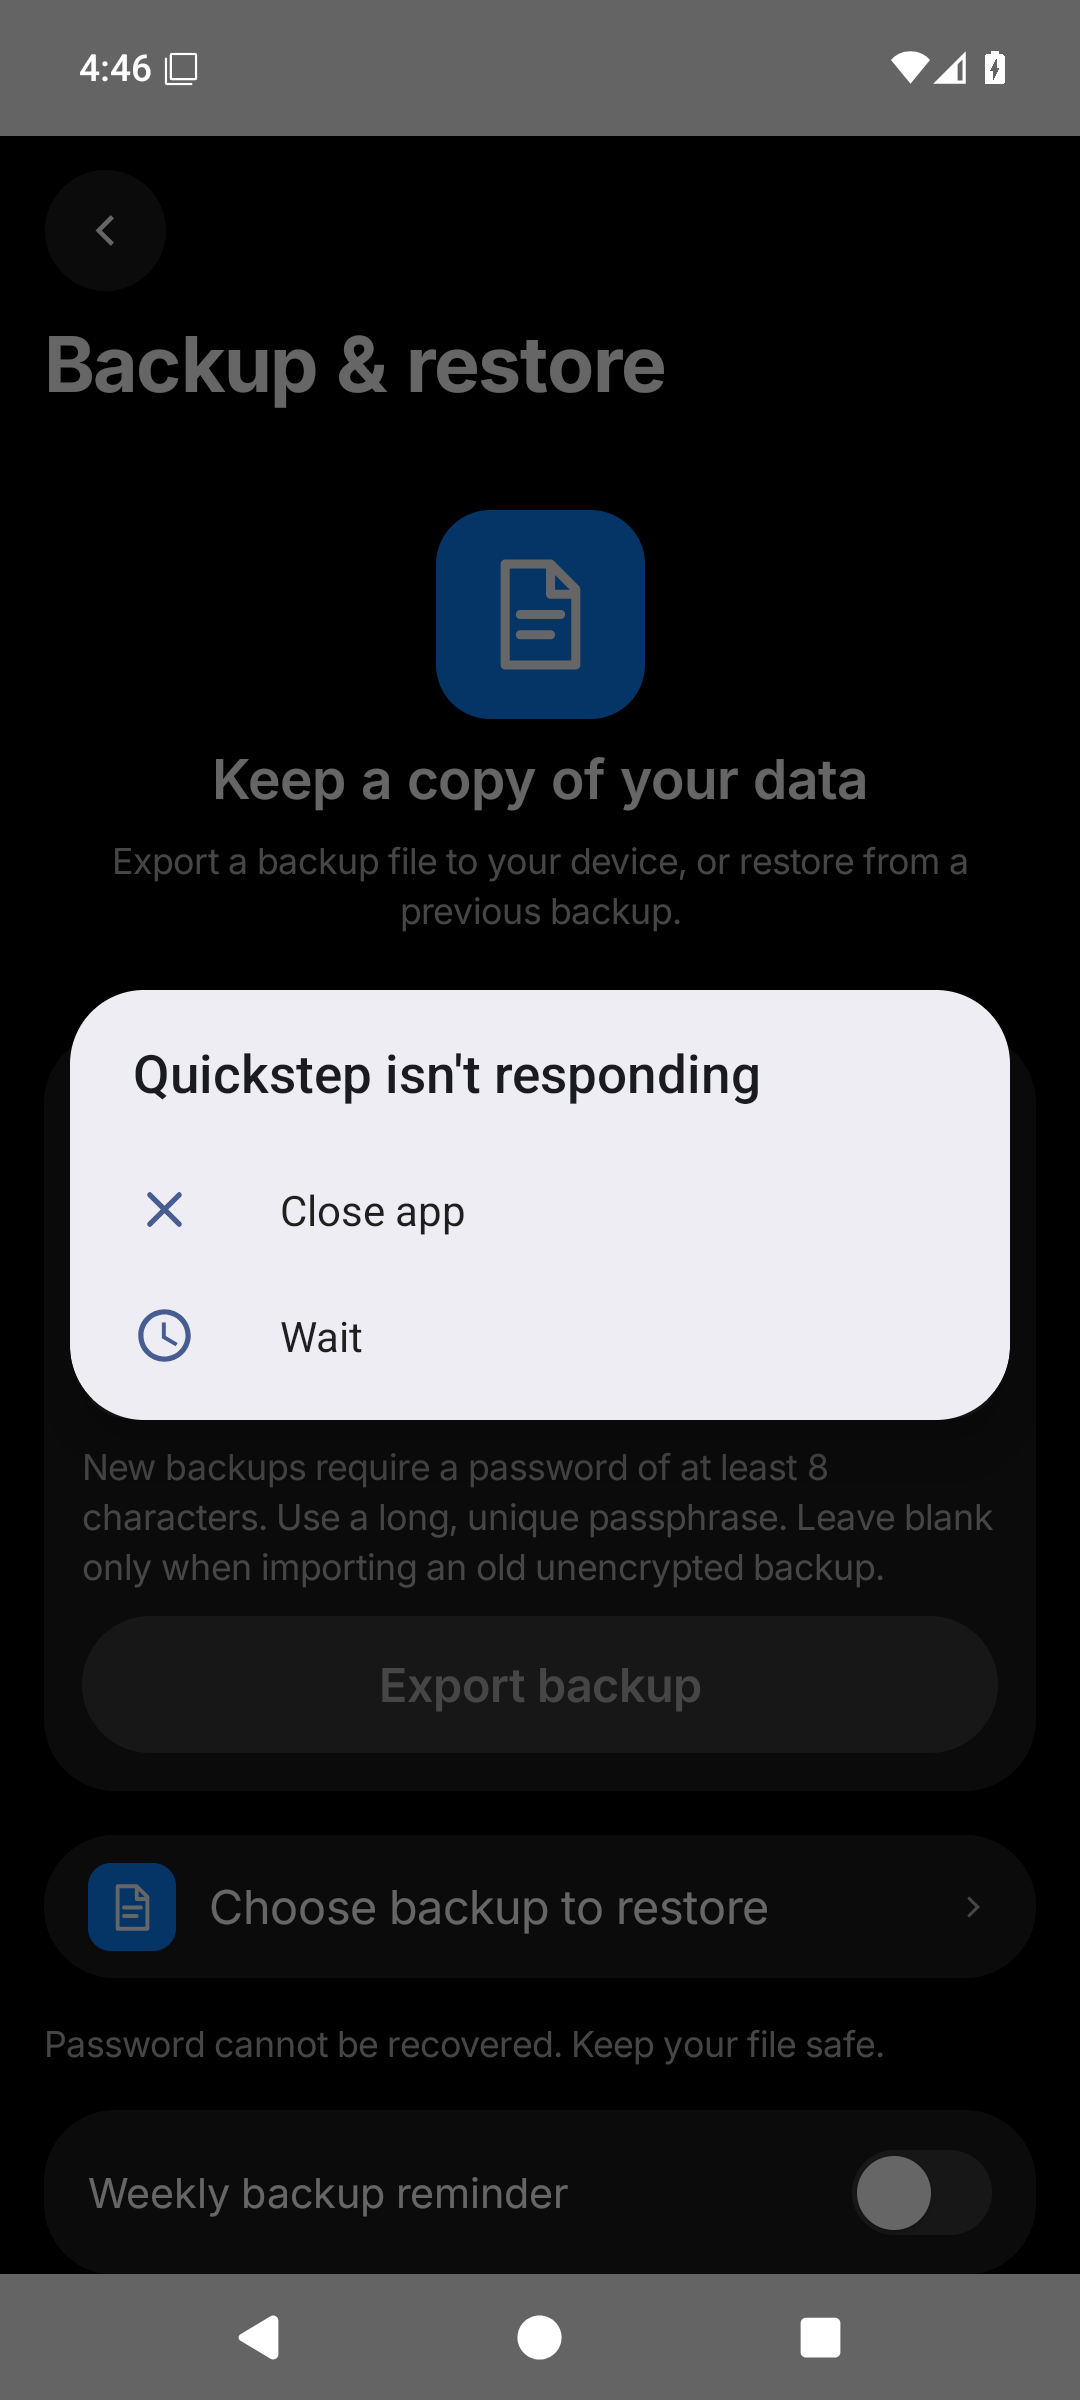 4:46
Backup & restore
Keep a copy of your data
Export a backup file to your device, or restore from a
previous backup.
Quickstep isn't responding
Close app
Wait
New backups require a password of at least 8
characters. Use a long, unique passphrase. Leave blank
only when importing an old unencrypted backup.
Export backup
Choose backup to restore
Password cannot be recovered. Keep your file safe.
Weekly backup reminder